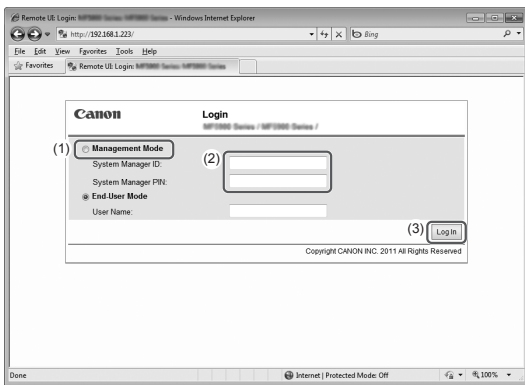 Remote UI: Login: - Windows Internet Explorer
http://192.168.1.223/
Bing
File Edit View Favorites Tools Help
Favorites
Remote UI: Login:
Canon
Login
(1)
Management Mode
System Manager ID:
(2)
System Manager PIN:
End-User Mode
User Name:
(3)
Log In
Copyright CANON INC. 2011 All Rights Reserved
Done
Internet | Protected Mode: Off
100%